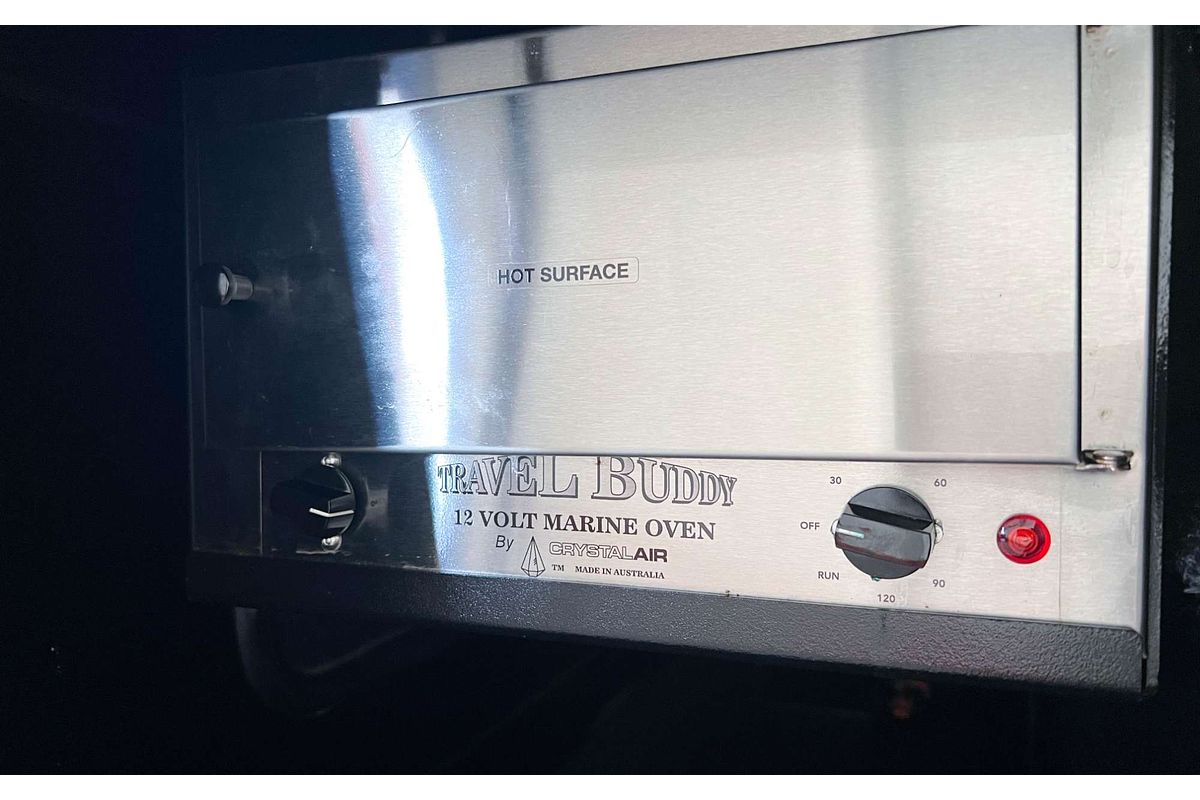 HOT SURFACE
TRAVEL BUDDY
12 VOLT MARINE OVEN
By CRYSTALAIR
TM MADE IN AUSTRALIA
30 60
OFF
RUN 90
120